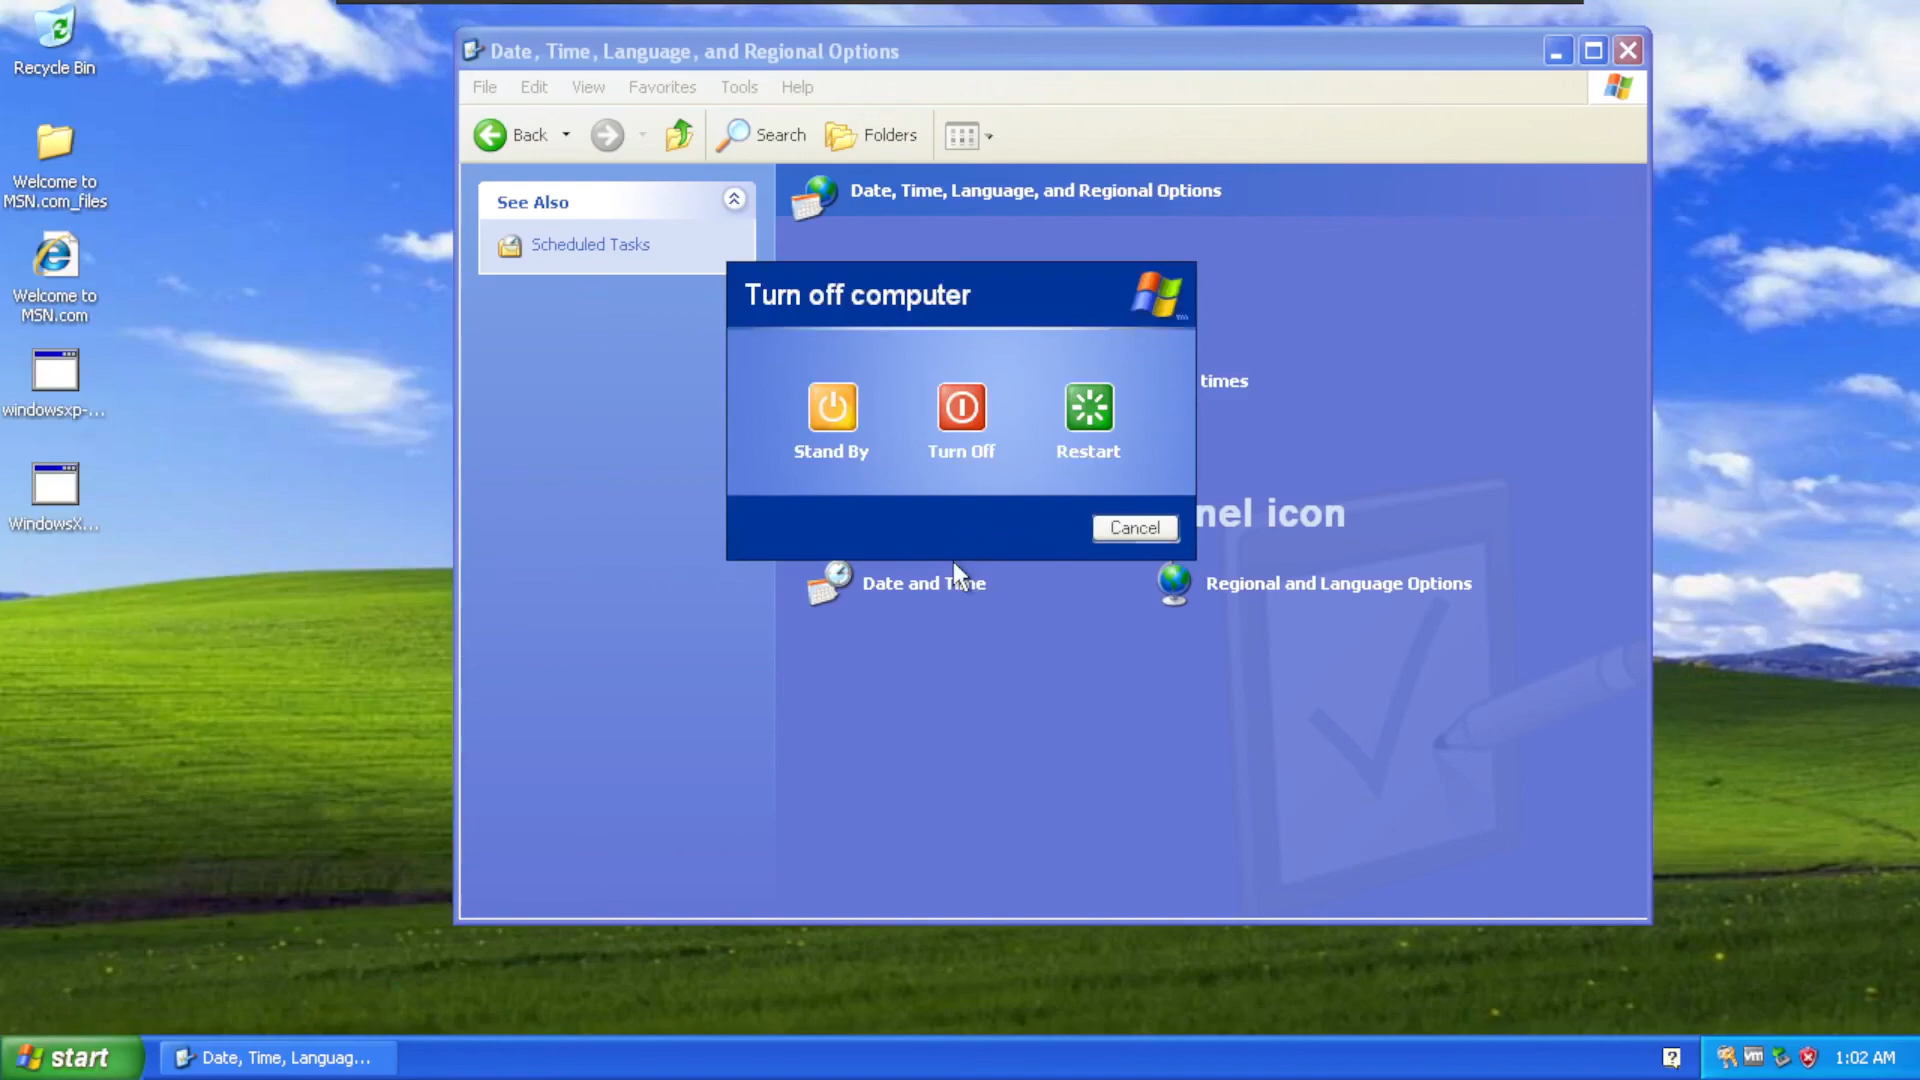 Recycle Bin
Welcome to
MSN.com_files
Welcome to
MSN.com
windowsxp-...
WindowsX...
Date, Time, Language, and Regional Options
File Edit View Favorites Tools Help
Back Search Folders
See Also
Scheduled Tasks
Date, Time, Language, and Regional Options
Turn off computer
TM
times
Stand By Turn Off Restart
nel icon
Cancel
Date and Time
Regional and Language Options
start
Date, Time, Languag...
?
vm
1:02 AM